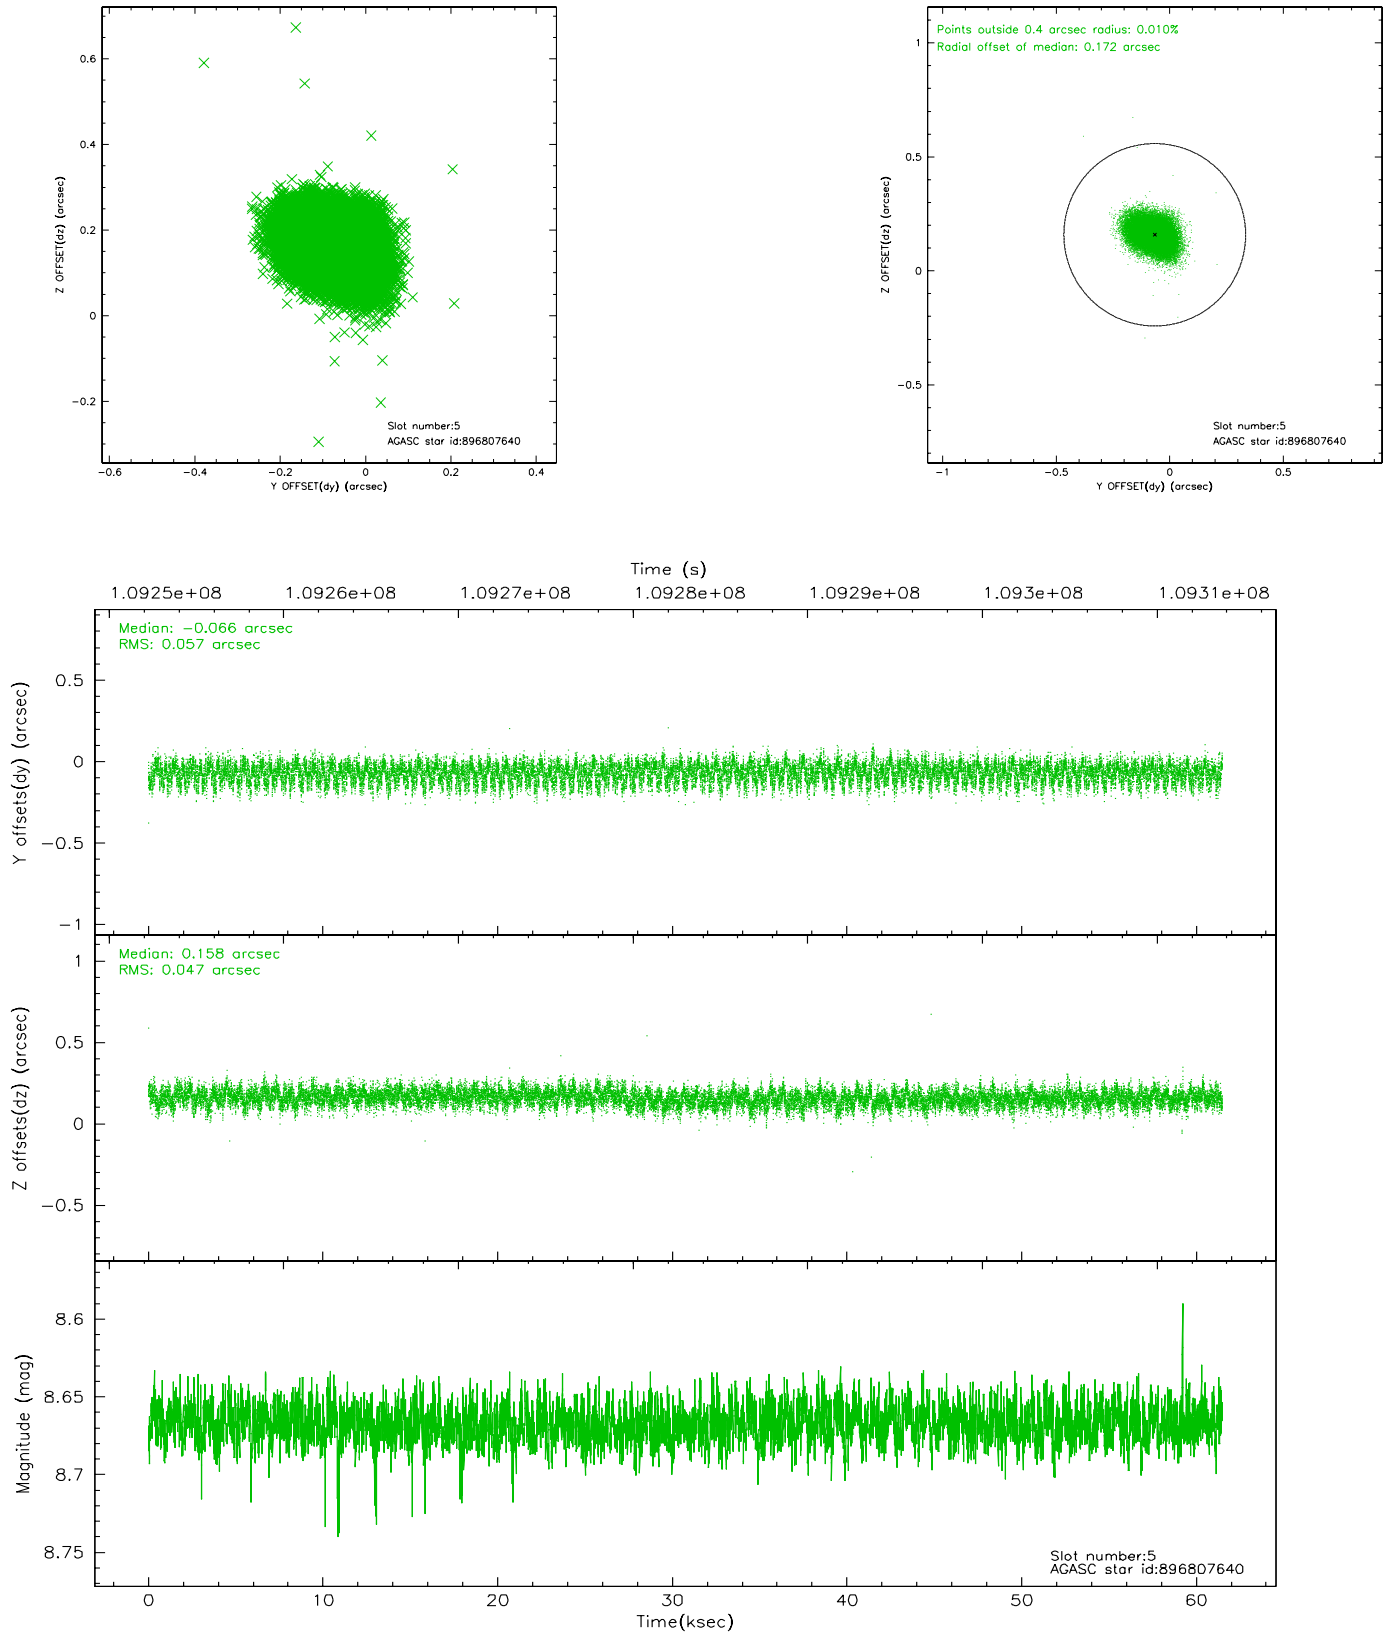 0.6
0.4
0.2
0
−0.2
Z OFFSET(dz) (arcsec)
−0.6 −0.4 −0.2 0 0.2 0.4
Y OFFSET(dy) (arcsec)
Slot number:5
AGASC star id:896807640
Points outside 0.4 arcsec radius: 0.010%
Radial offset of median: 0.172 arcsec
1
0.5
0
−0.5
Z OFFSET(dz) (arcsec)
−1 −0.5 0 0.5
Y OFFSET(dy) (arcsec)
Slot number:5
AGASC star id:896807640
Time (s)
1.0925e+08 1.0926e+08 1.0927e+08 1.0928e+08 1.0929e+08 1.093e+08 1.0931e+08
Median: −0.066 arcsec
RMS: 0.057 arcsec
0.5
0
−0.5
−1
Y offsets(dy) (arcsec)
Median: 0.158 arcsec
RMS: 0.047 arcsec
1
0.5
0
−0.5
Z offsets(dz) (arcsec)
8.6
8.65
8.7
8.75
Magnitude (mag)
Slot number:5
AGASC star id:896807640
0 10 20 30 40 50 60
Time(ksec)